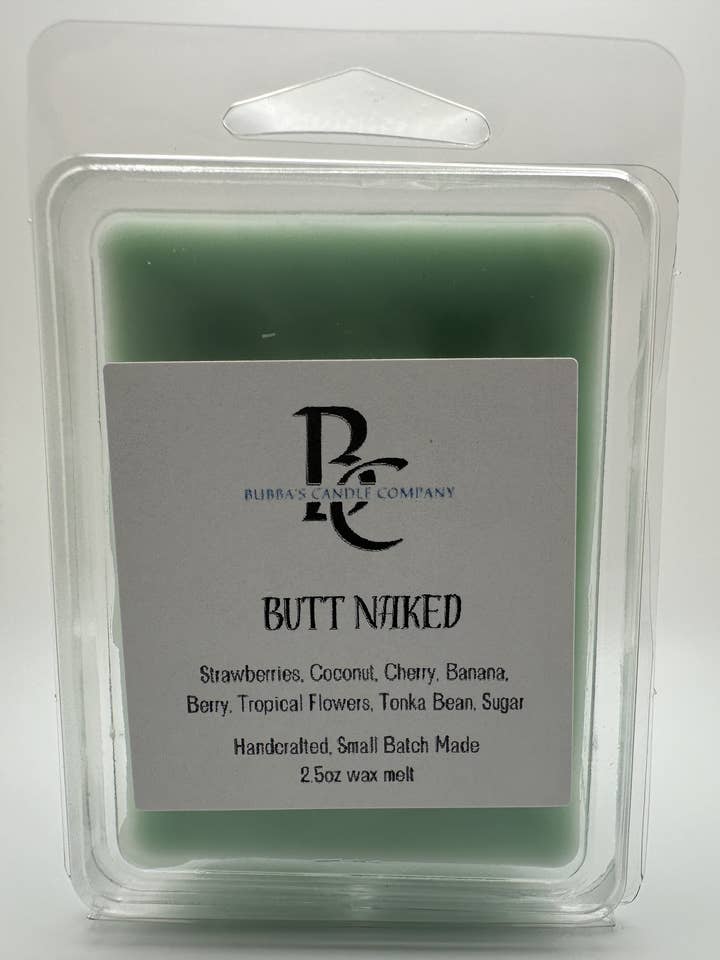 BC
BUBBA'S CANDLE COMPANY
BUTT NAKED
Strawberries, Coconut, Cherry, Banana,
Berry, Tropical Flowers, Tonka Bean, Sugar
Handcrafted, Small Batch Made
2.5oz wax melt